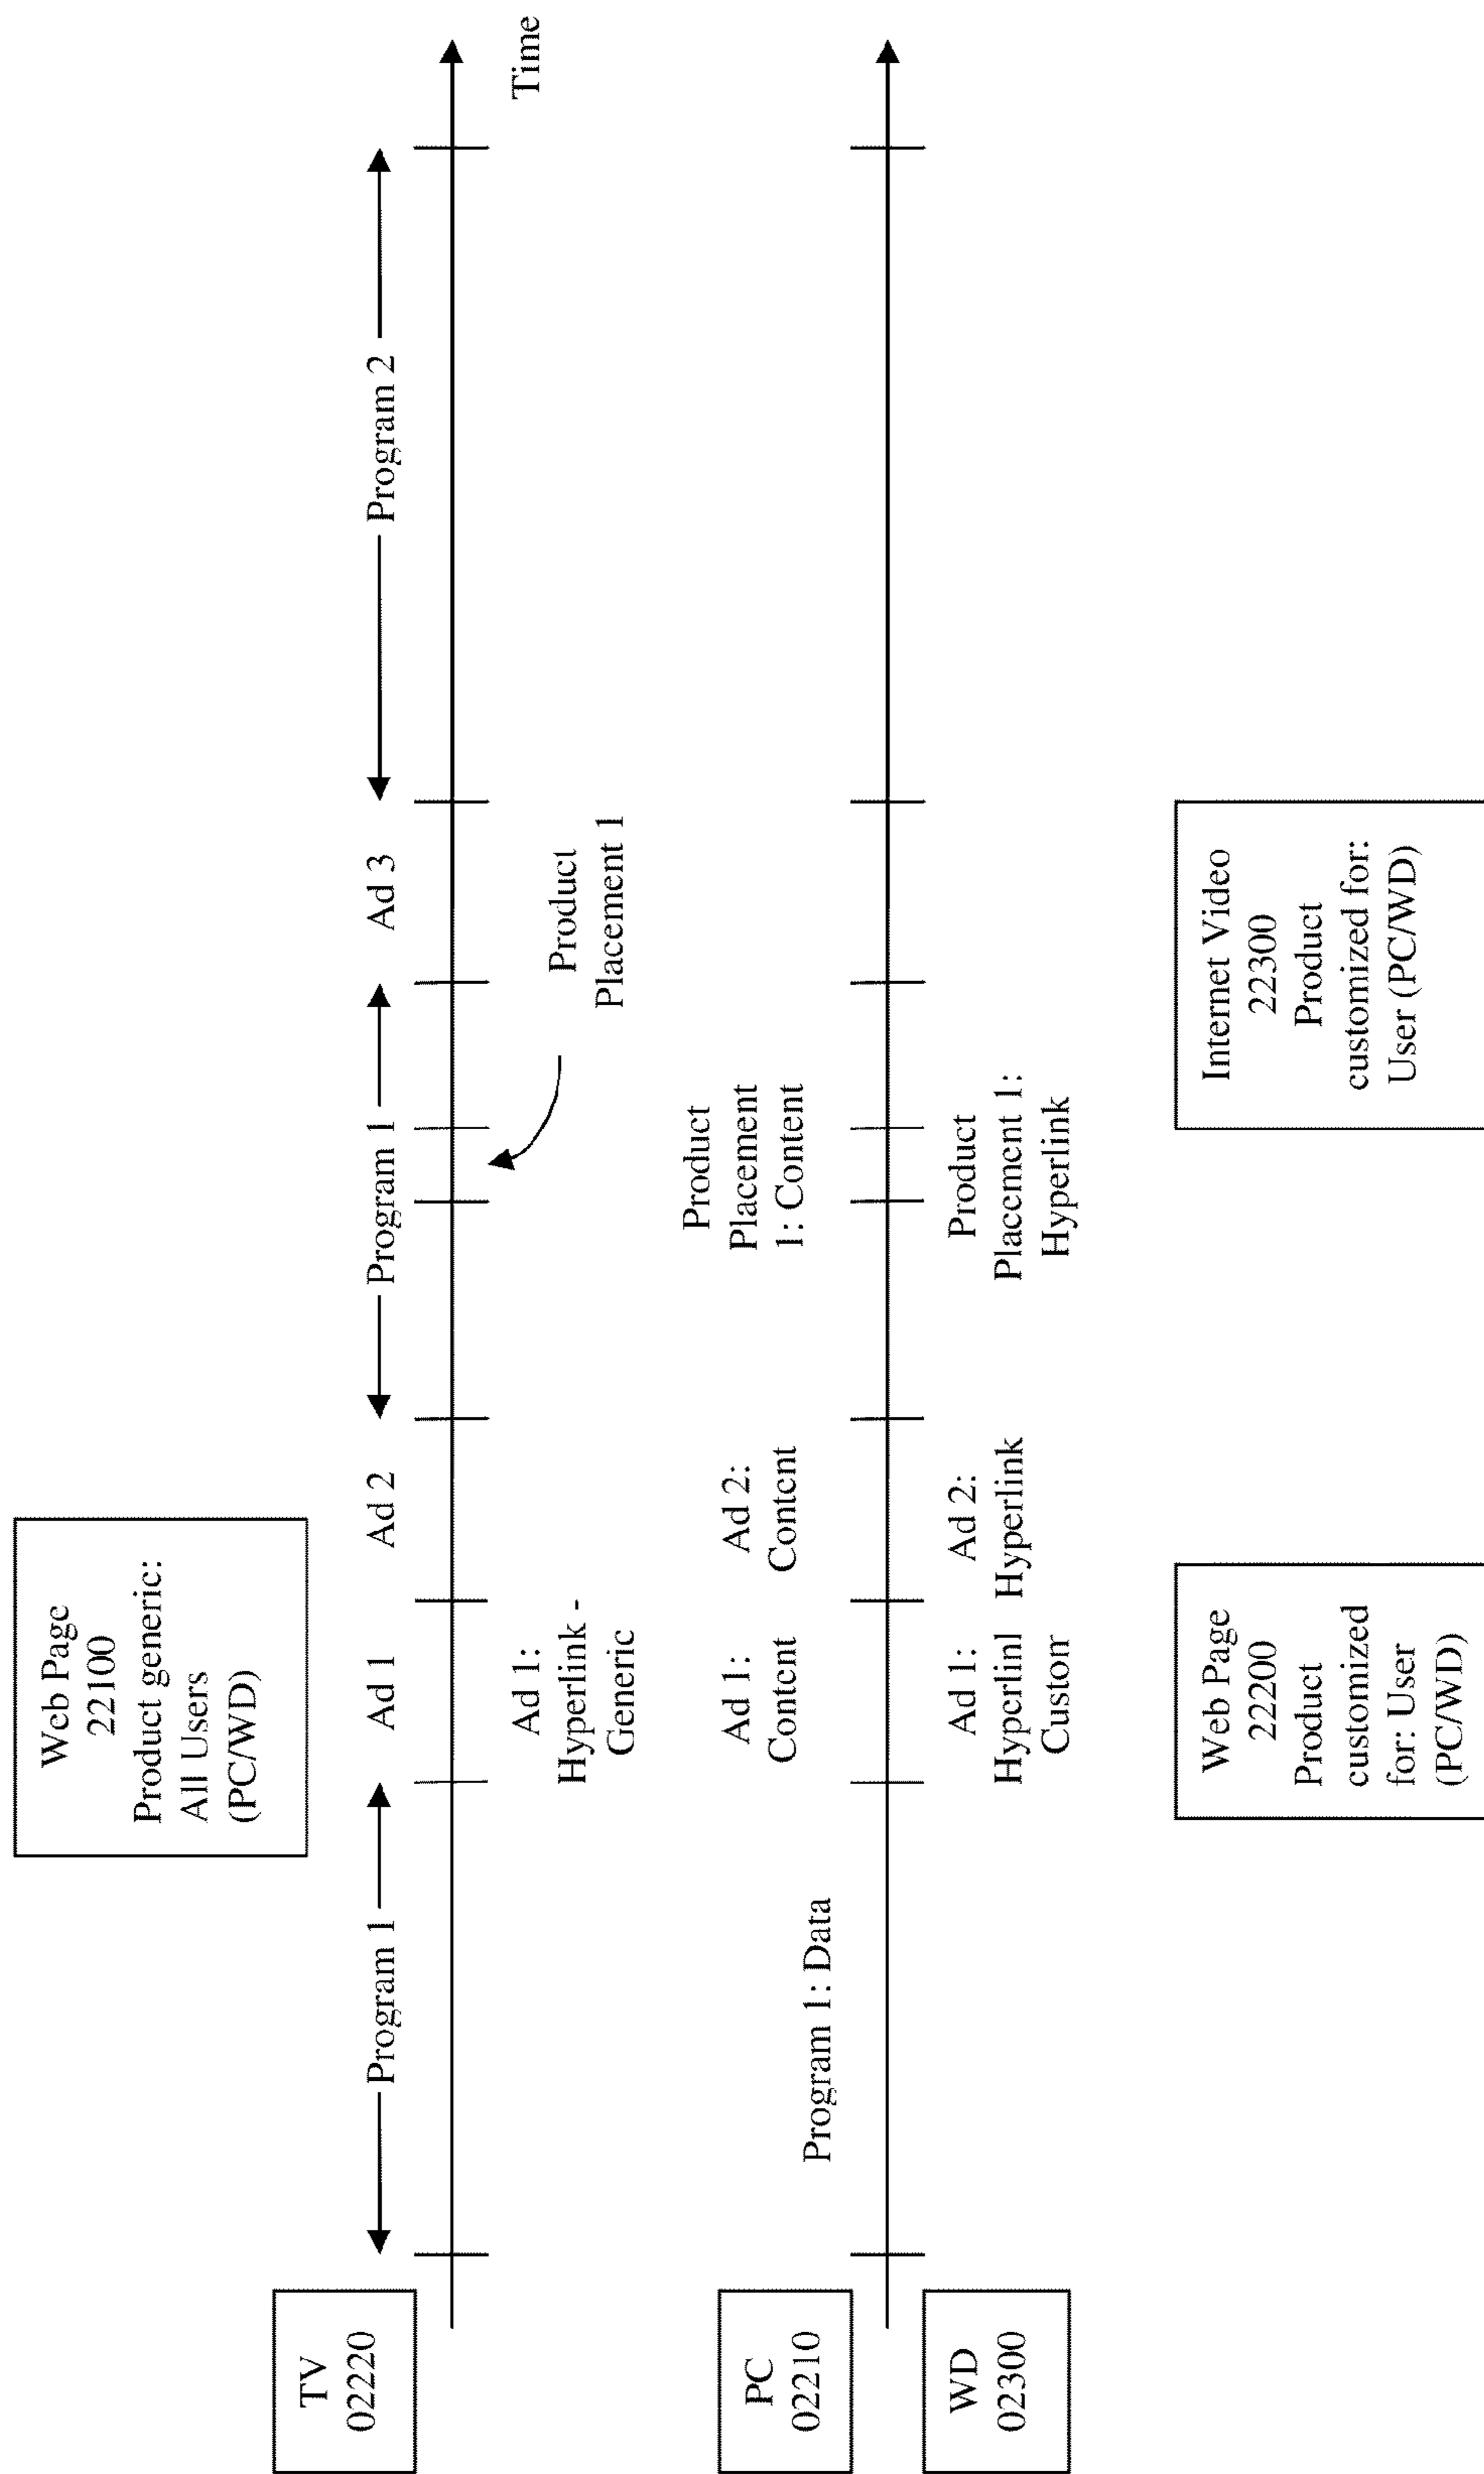 Web Page
22100
Product generic:
All Users
(PC/WD)
TV
02220
Program 1
Ad 1
Ad 2
Program 1
Ad 3
Program 2
Time
Ad 1:
Hyperlink -
Generic
Product
Placement 1
PC
02210
Program 1: Data
Ad 1:
Content
Ad 2:
Content
Product
Placement
1: Content
WD
02300
Ad 1:
Hyperlinl
Custom
Ad 2:
Hyperlink
Product
Placement 1:
Hyperlink
Web Page
22200
Product
customized
for: User
(PC/WD)
Internet Video
22300
Product
customized for:
User (PC/WD)